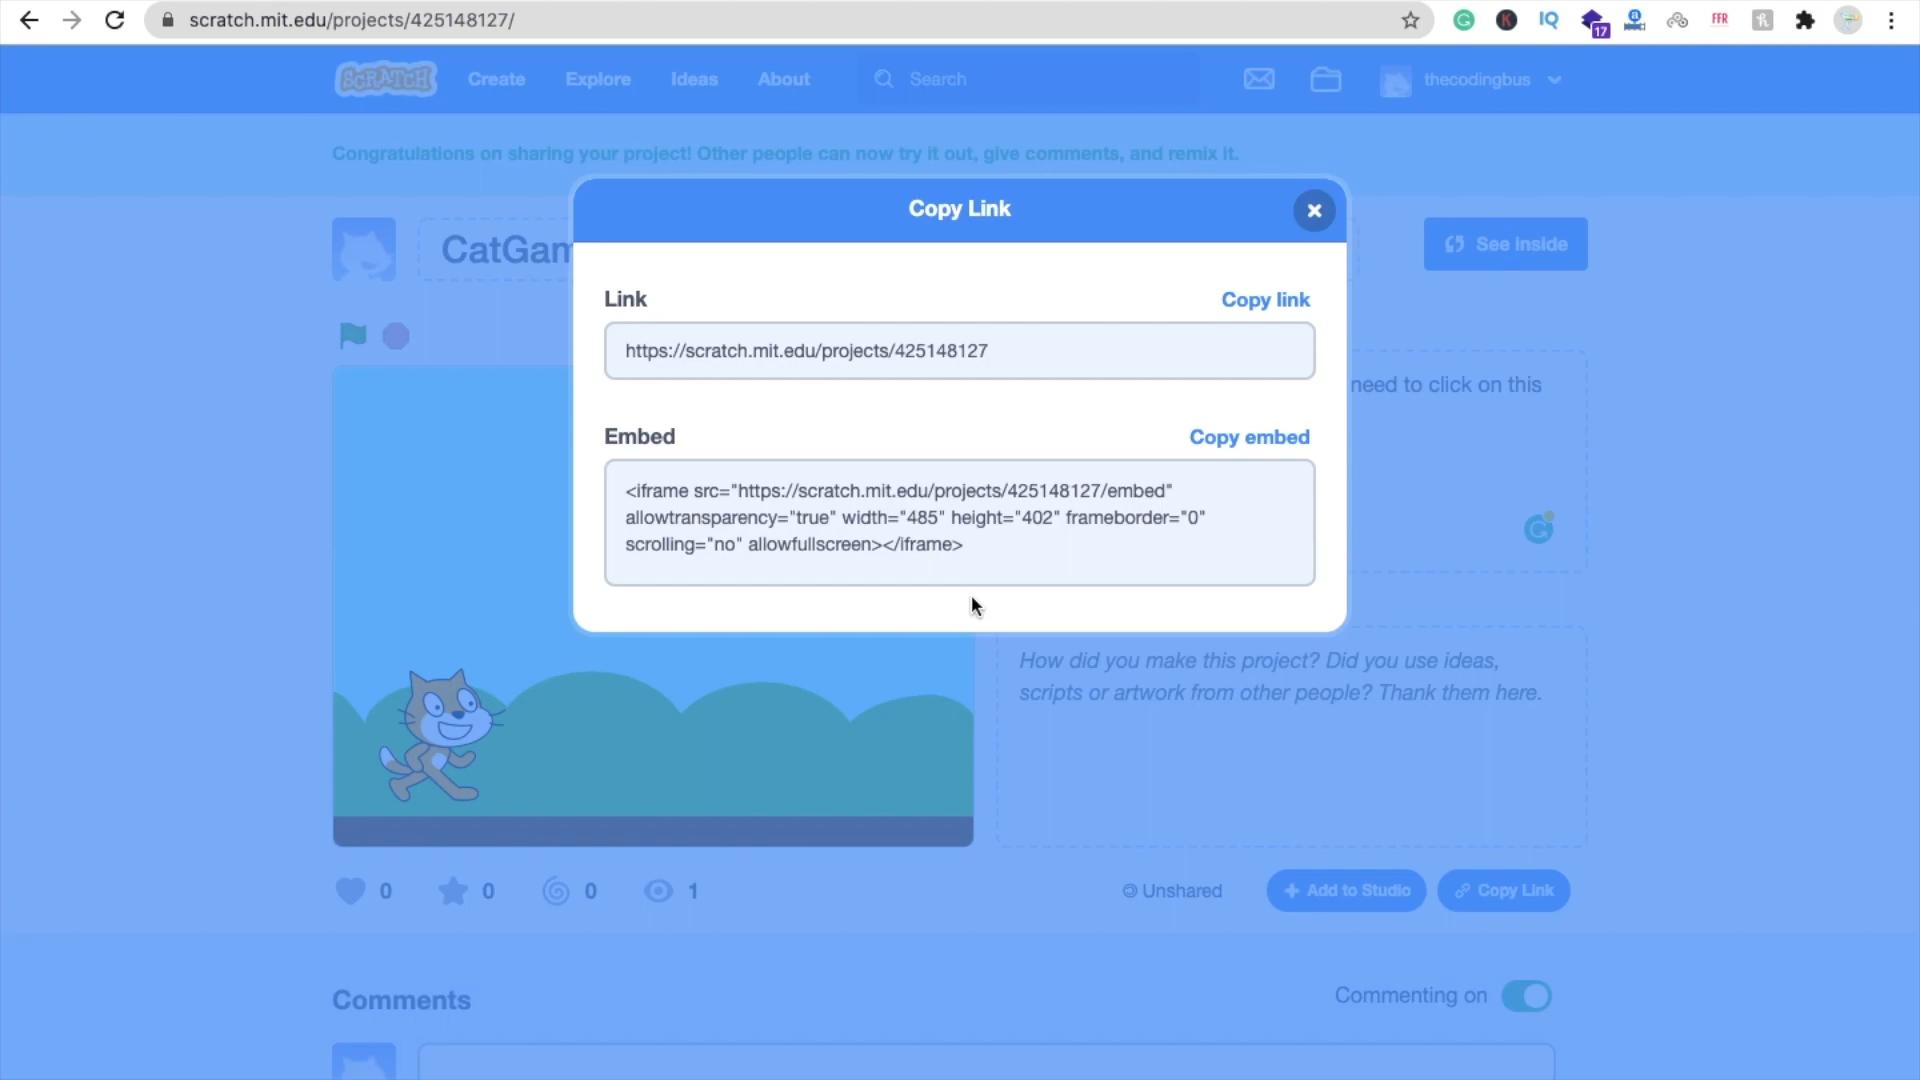 scratch.mit.edu/projects/425148127/
IQ
17
a
FFR
SCRATCH
Create
Explore
Ideas
About
Search
thecodingbus
Congratulations on sharing your project! Other people can now try it out, give comments, and remix it.
Copy Link
CatGam
See inside
Link
Copy link
https://scratch.mit.edu/projects/425148127
need to click on this
Embed
Copy embed
<iframe src="https://scratch.mit.edu/projects/425148127/embed"
allowtransparency="true" width="485" height="402" frameborder="0"
scrolling="no" allowfullscreen></iframe>
How did you make this project? Did you use ideas,
scripts or artwork from other people? Thank them here.
0
0
0
1
Unshared
Add to Studio
Copy Link
Comments
Commenting on